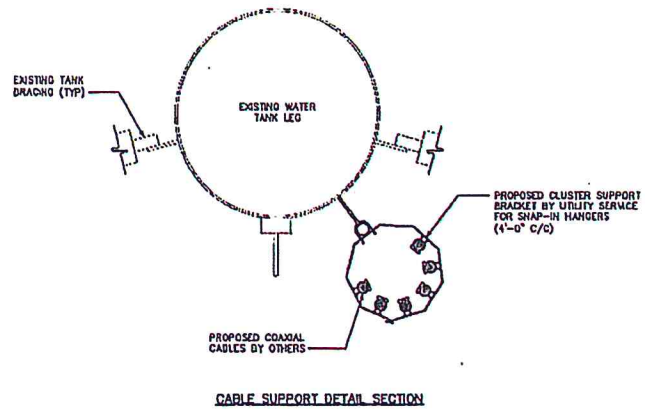 EXISTING TANK
BRACING (TYP)
EXISTING WATER
TANK LEG
PROPOSED CLUSTER SUPPORT
BRACKET BY UTILITY SERVICE
FOR SNAP-IN HANGERS
(4'-0" C/C)
PROPOSED COAXIAL
CABLES BY OTHERS
CABLE SUPPORT DETAIL SECTION